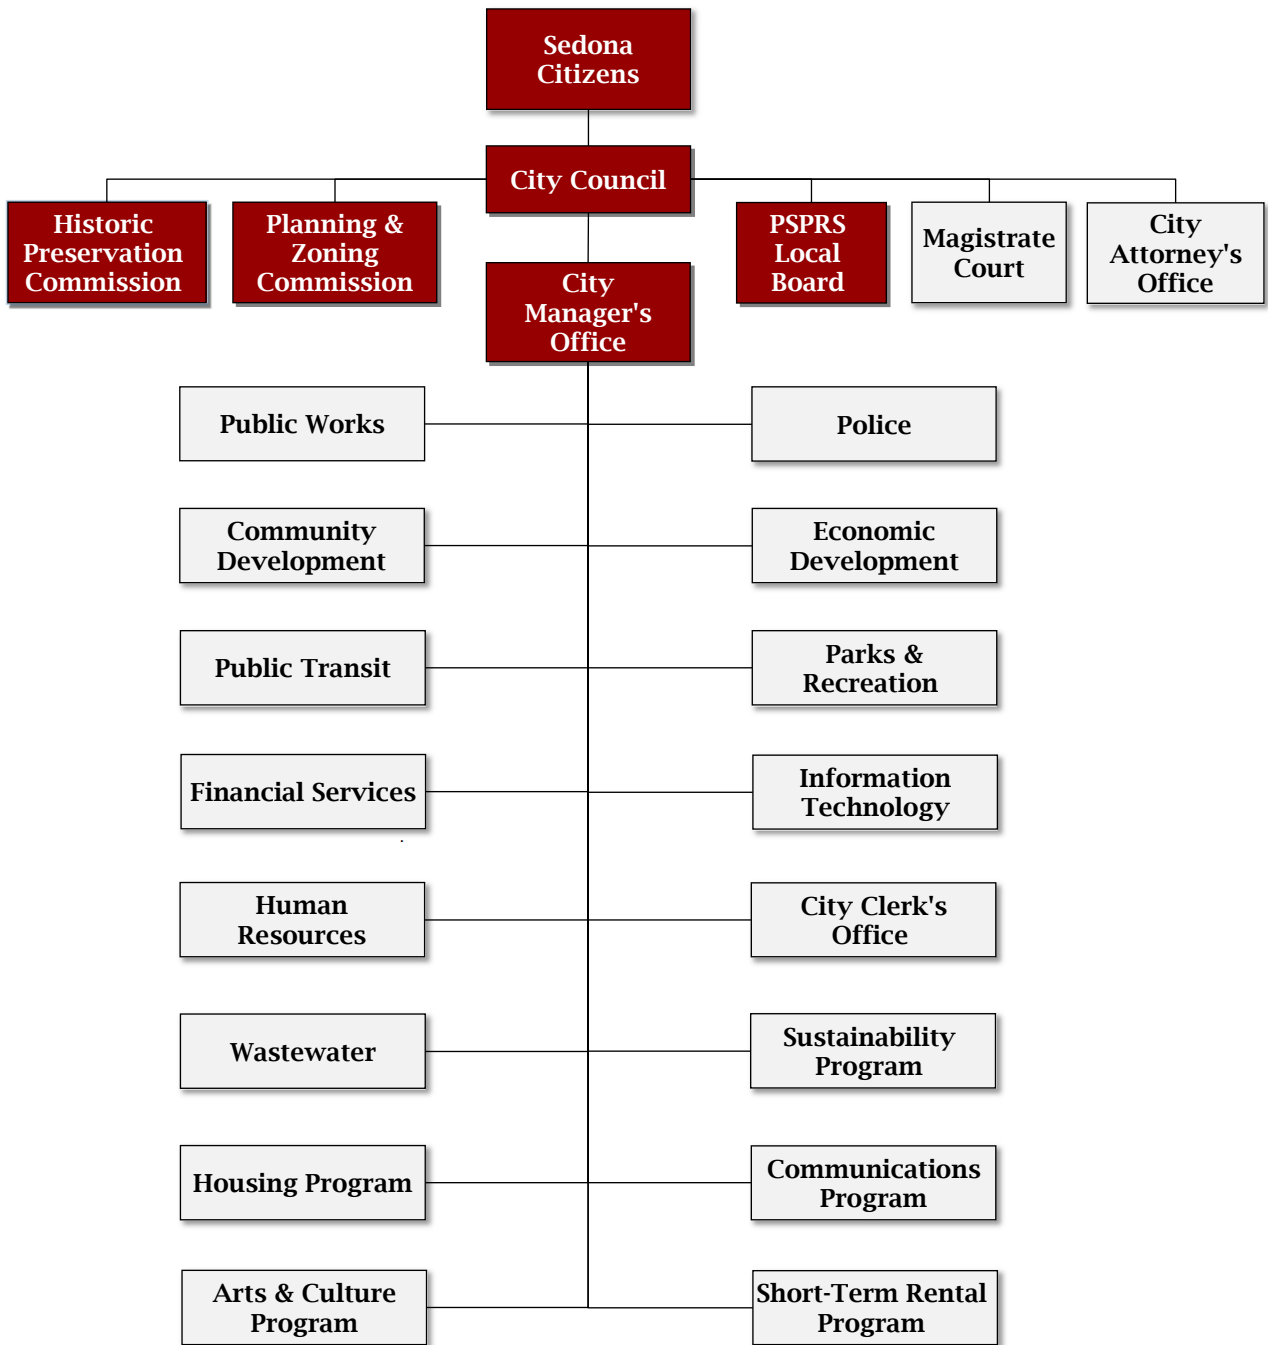 Sedona
Citizens
City Council
Historic
Preservation
Commission
Planning &
Zoning
Commission
City
Manager's
Office
PSPRS
Local
Board
Magistrate
Court
City
Attorney's
Office
Public Works
Police
Community
Development
Economic
Development
Public Transit
Parks &
Recreation
Financial Services
Information
Technology
Human
Resources
City Clerk's
Office
Wastewater
Sustainability
Program
Housing Program
Communications
Program
Arts & Culture
Program
Short-Term Rental
Program